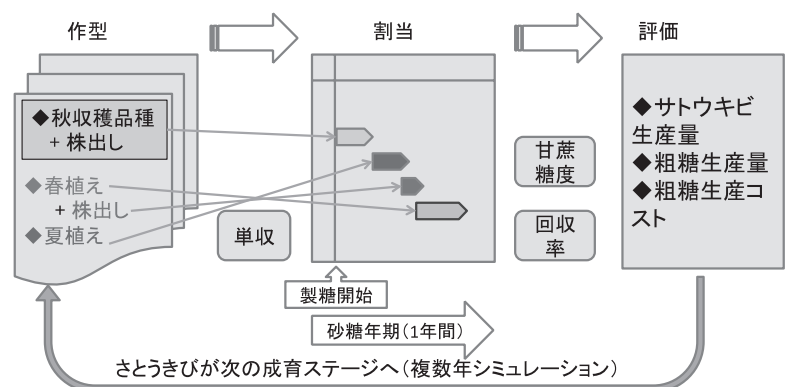 作型
割当
評価
◆秋収穫品種
+ 株出し
◆春植え
+ 株出し
◆夏植え
単収
製糖開始
砂糖年期(1年間)
甘蔗
糖度
回収
率
◆サトウキビ
生産量
◆粗糖生産量
◆粗糖生産コ
スト
さとうきびが次の成育ステージへ(複数年シミュレーション)